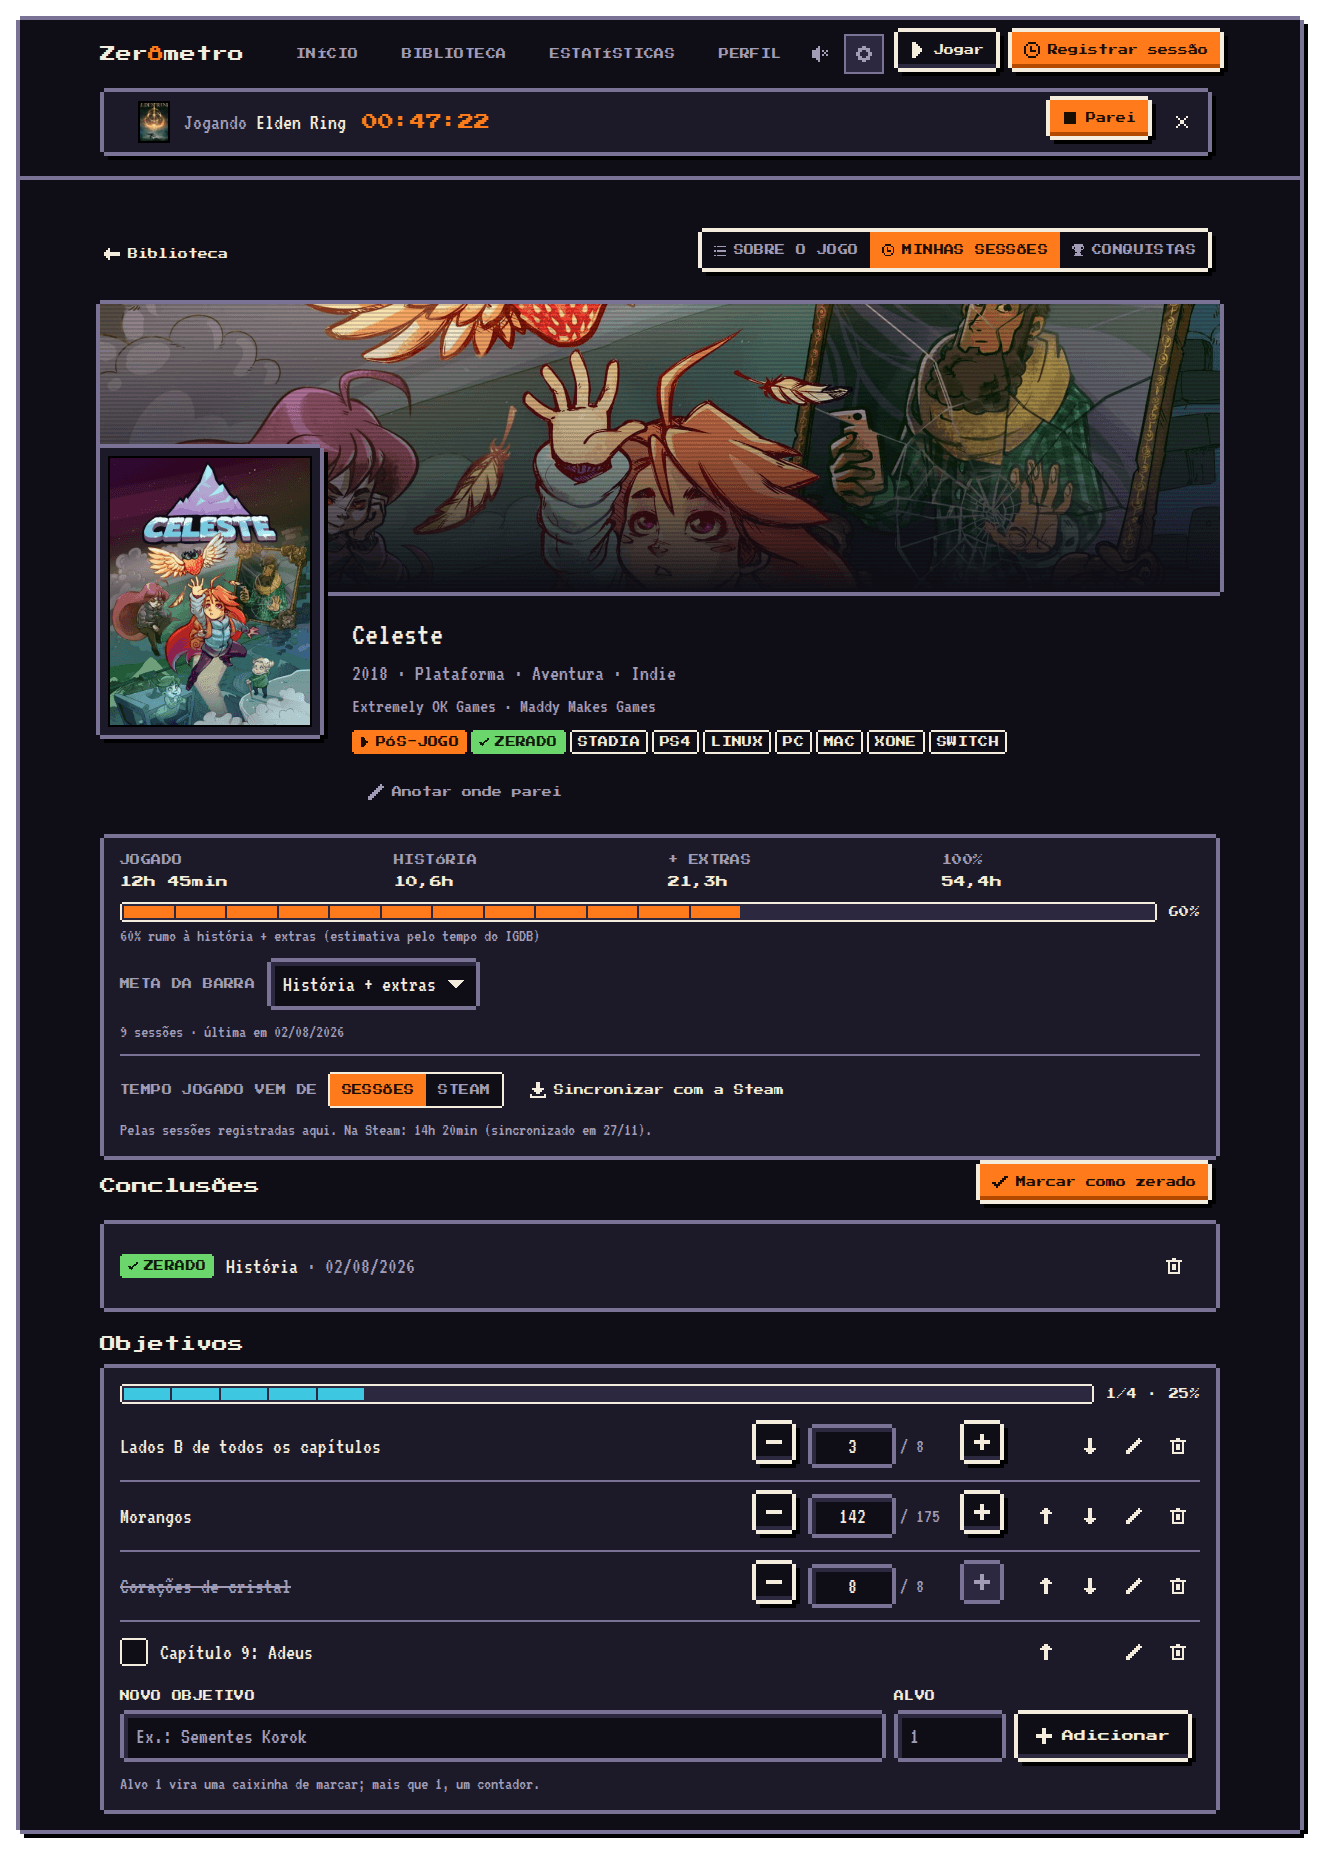 Zerômetro INíCIO BIBLIOTECA ESTATíSTICAS PERFIL Jogar Registrar sessão
Jogando Elden Ring 00:47:22 Parei
Biblioteca SOBRE O JOGO MINHAS SESSõES CONQUISTAS
CELESTE
Celeste
2018 · Plataforma · Aventura · Indie
Extremely OK Games · Maddy Makes Games
PóS-JOGO ZERADO STADIA PS4 LINUX PC MAC XONE SWITCH
Anotar onde parei
JOGADO HISTóRIA + EXTRAS 100%
12h 45min 10,6h 21,3h 54,4h
60%
60% rumo à história + extras (estimativa pelo tempo do IGDB)
META DA BARRA História + extras
9 sessões · última em 02/08/2026
TEMPO JOGADO VEM DE SESSõES STEAM Sincronizar com a Steam
Pelas sessões registradas aqui. Na Steam: 14h 20min (sincronizado em 27/11).
Conclusões Marcar como zerado
ZERADO História · 02/08/2026
Objetivos
1/4 · 25%
Lados B de todos os capítulos 3 / 8
Morangos 142 / 175
Corações de cristal 8 / 8
Capítulo 9: Adeus
NOVO OBJETIVO ALVO
Ex.: Sementes Korok 1 Adicionar
Alvo 1 vira uma caixinha de marcar; mais que 1, um contador.